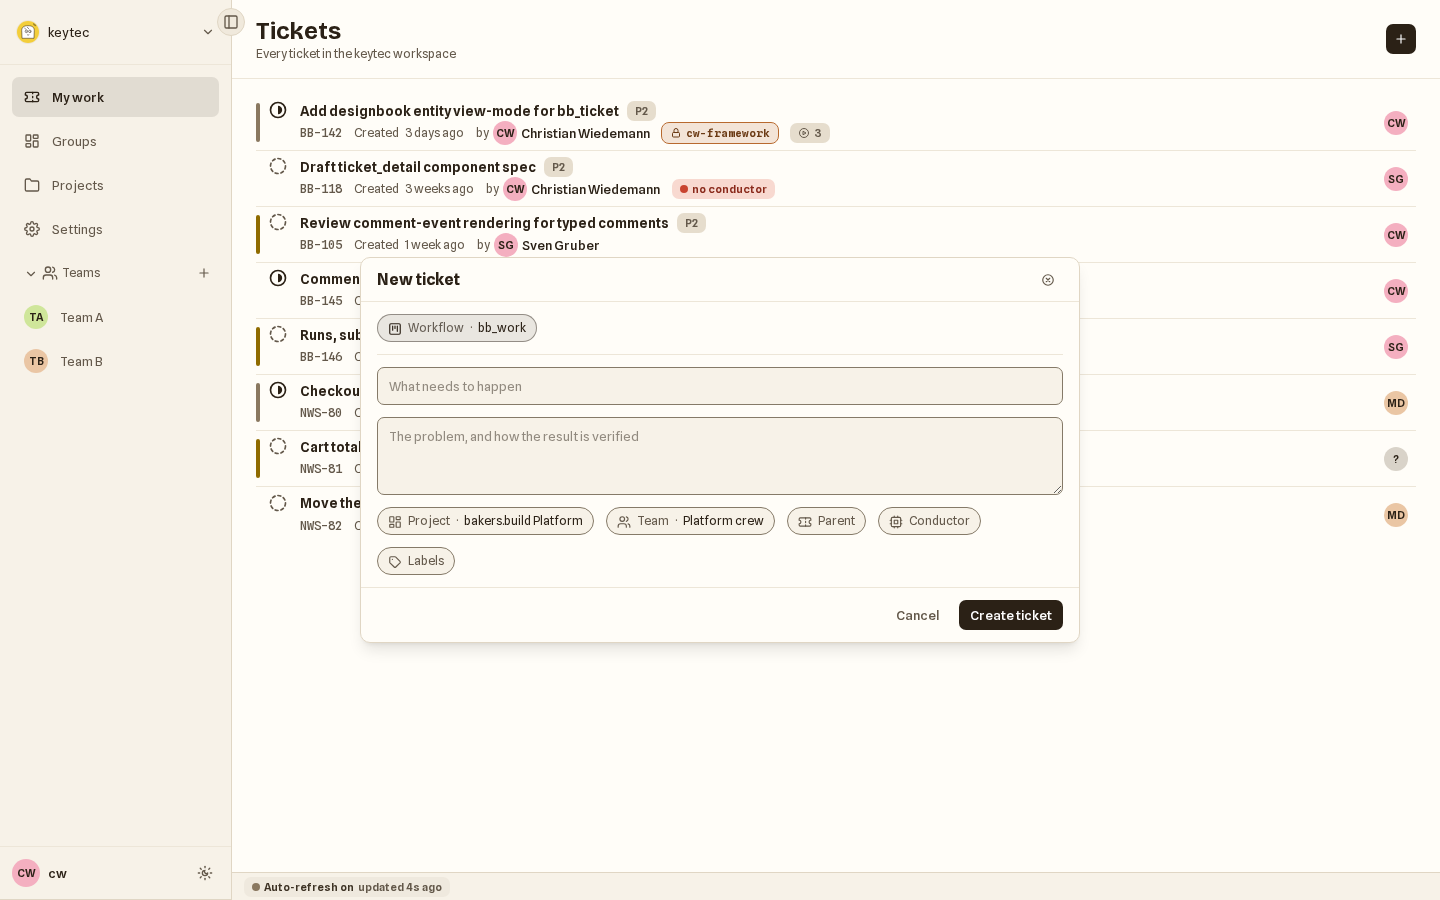 keytec
My work
Groups
Projects
Settings
Teams
TA Team A
TB Team B
CW cw
Tickets
Every ticket in the keytec workspace
Add designbook entity view-mode for bb_ticket P2
BB-142 Created 3 days ago by CW Christian Wiedemann cw-framework 3
CW
Draft ticket_detail component spec P2
BB-118 Created 3 weeks ago by CW Christian Wiedemann no conductor
SG
Review comment-event rendering for typed comments P2
BB-105 Created 1 week ago by SG Sven Gruber
CW
BB-145
CW
Runs,
BB-146
SG
NWS-80
MD
NWS-81
?
Move the
NWS-82
MD
New ticket
Workflow · bb_work
What needs to happen
The problem, and how the result is verified
Project · bakers.build Platform Team · Platform crew Parent Conductor
Labels
Cancel Create ticket
Auto-refresh on updated 4s ago